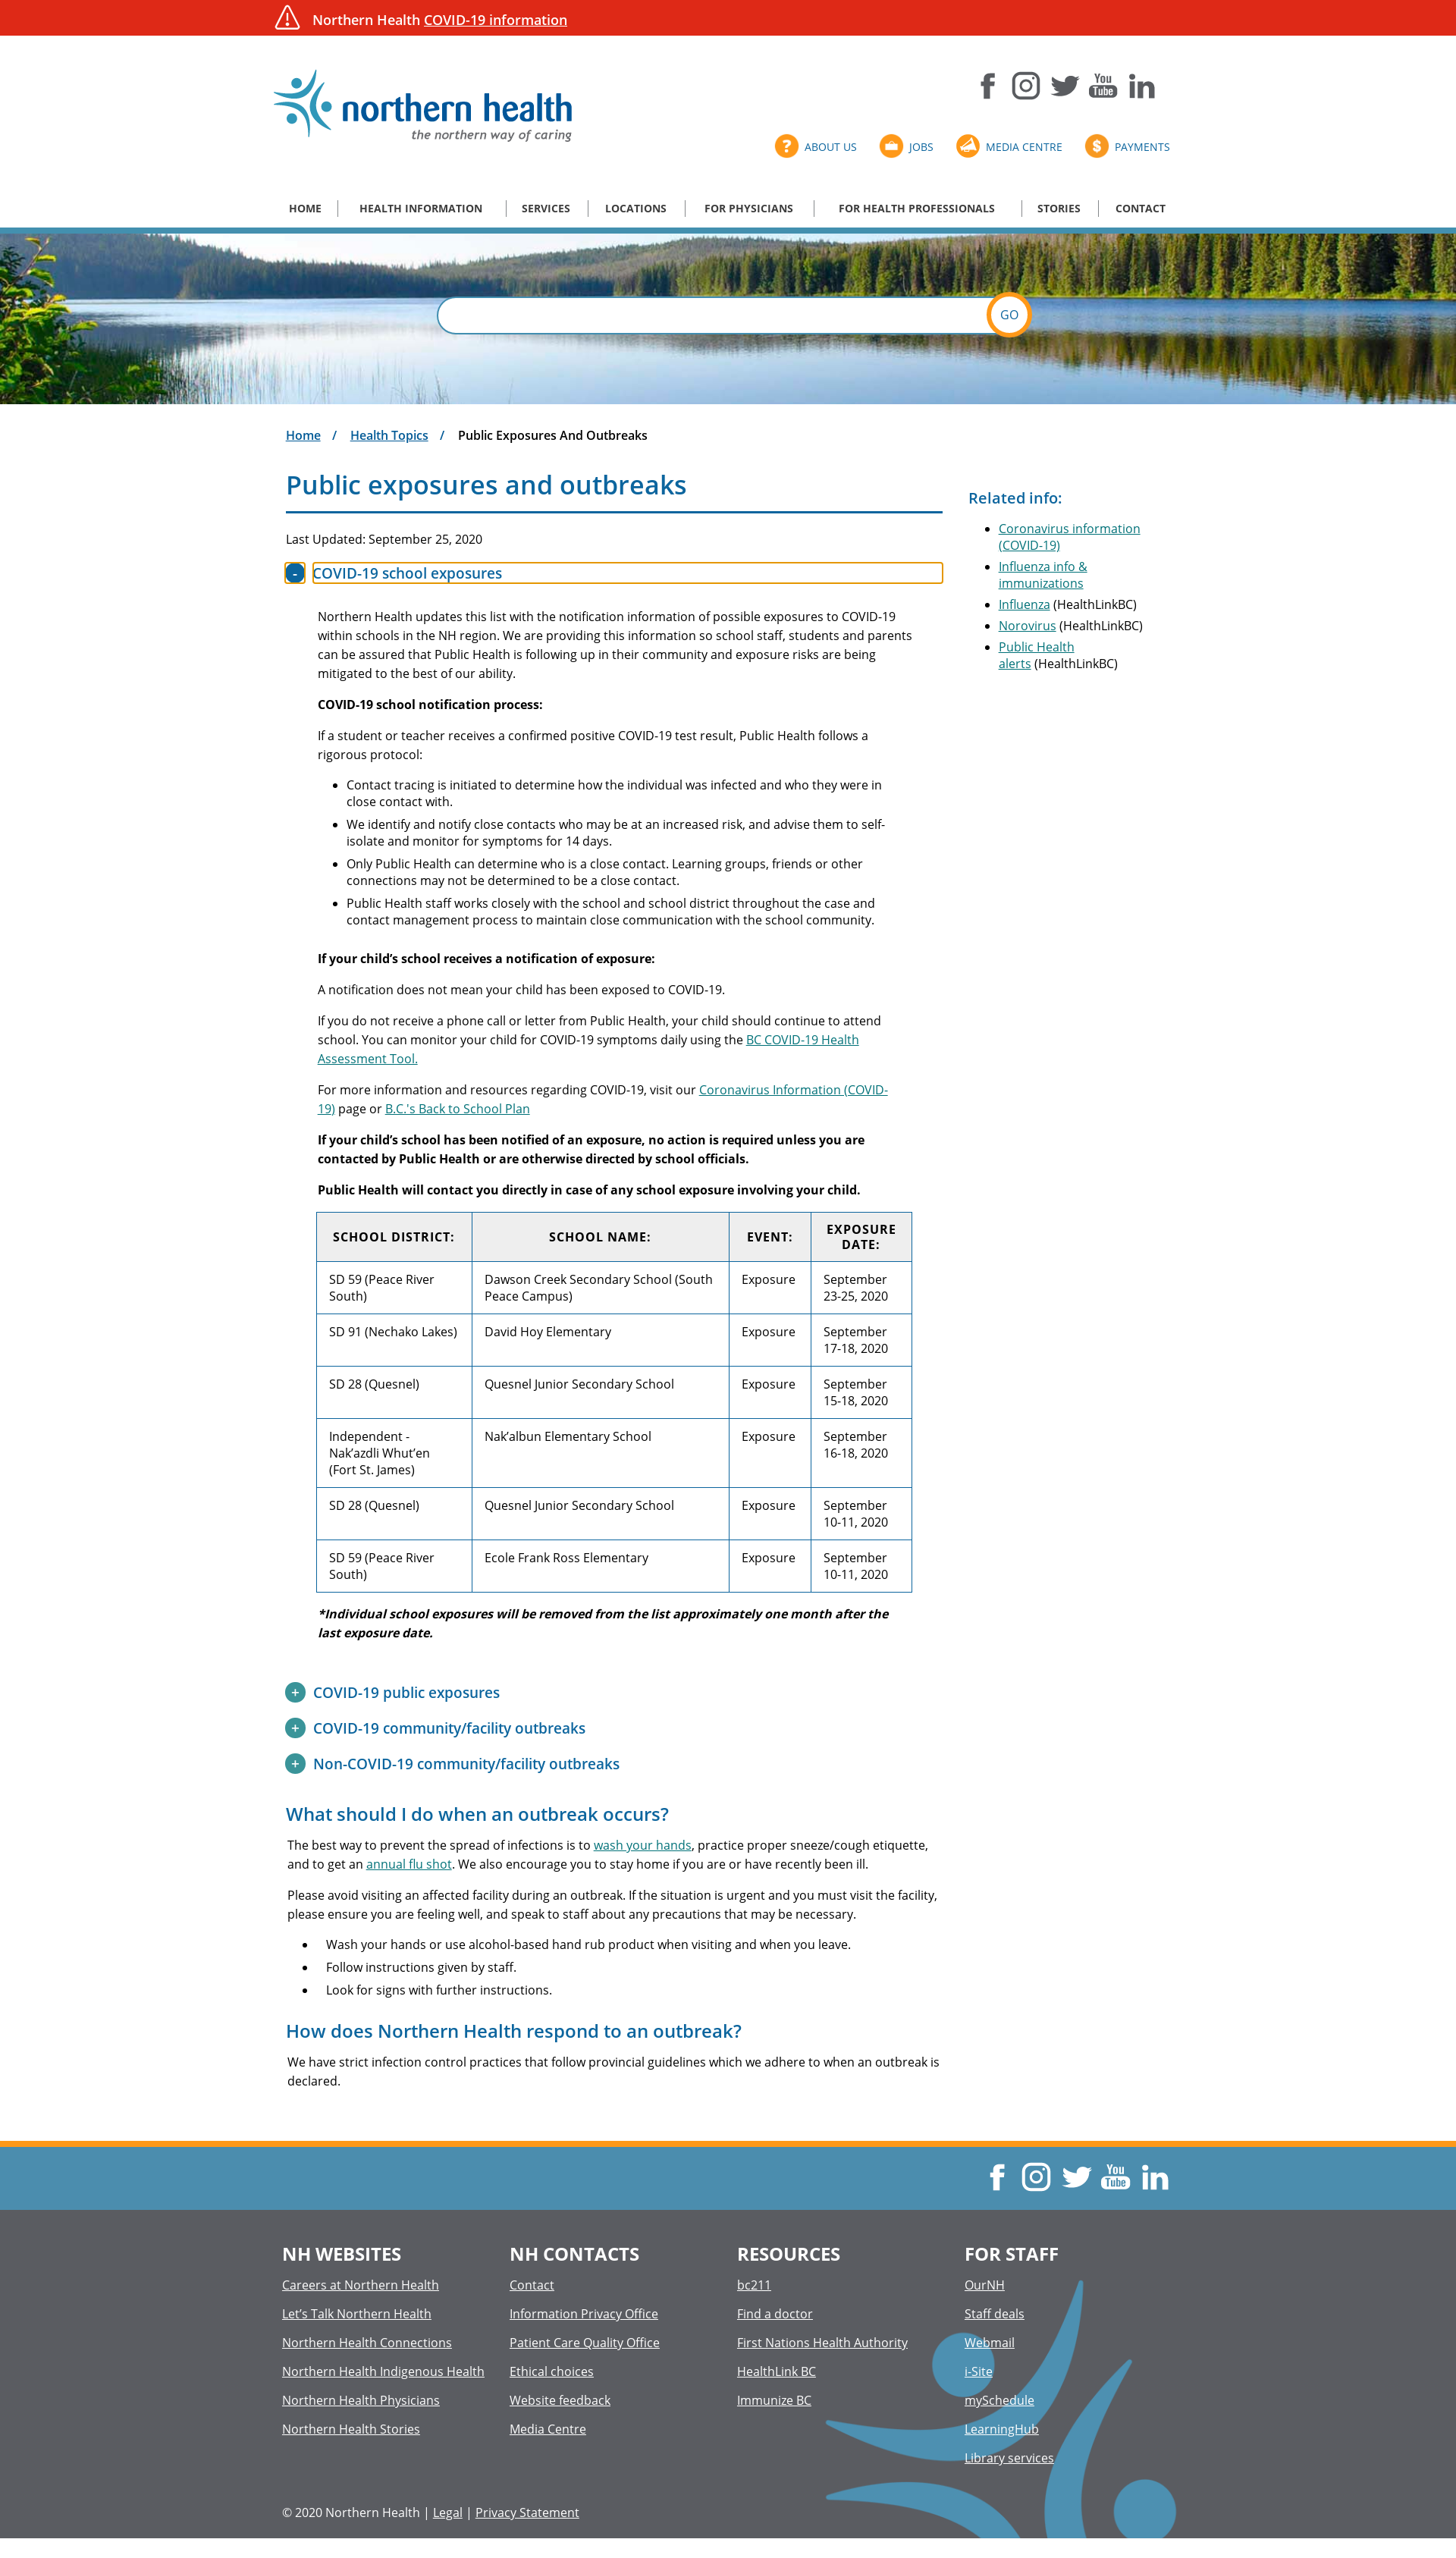 Northern Health COVID-19 information
northern health
the northern way of caring
You
Tube
ABOUT US
JOBS
MEDIA CENTRE
PAYMENTS
HOME
HEALTH INFORMATION
SERVICES
LOCATIONS
FOR PHYSICIANS
FOR HEALTH PROFESSIONALS
STORIES
CONTACT
GO
Home / Health Topics / Public Exposures And Outbreaks
Public exposures and outbreaks
Last Updated: September 25, 2020
- COVID-19 school exposures
Northern Health updates this list with the notification information of possible exposures to COVID-19
within schools in the NH region. We are providing this information so school staff, students and parents
can be assured that Public Health is following up in their community and exposure risks are being
mitigated to the best of our ability.
COVID-19 school notification process:
If a student or teacher receives a confirmed positive COVID-19 test result, Public Health follows a
rigorous protocol:
• Contact tracing is initiated to determine how the individual was infected and who they were in
close contact with.
• We identify and notify close contacts who may be at an increased risk, and advise them to self-
isolate and monitor for symptoms for 14 days.
• Only Public Health can determine who is a close contact. Learning groups, friends or other
connections may not be determined to be a close contact.
• Public Health staff works closely with the school and school district throughout the case and
contact management process to maintain close communication with the school community.
If your child’s school receives a notification of exposure:
A notification does not mean your child has been exposed to COVID-19.
If you do not receive a phone call or letter from Public Health, your child should continue to attend
school. You can monitor your child for COVID-19 symptoms daily using the BC COVID-19 Health
Assessment Tool.
For more information and resources regarding COVID-19, visit our Coronavirus Information (COVID-
19) page or B.C.'s Back to School Plan
If your child’s school has been notified of an exposure, no action is required unless you are
contacted by Public Health or are otherwise directed by school officials.
Public Health will contact you directly in case of any school exposure involving your child.
SCHOOL DISTRICT:
SCHOOL NAME:
EVENT:
EXPOSURE
DATE:
SD 59 (Peace River
South)
Dawson Creek Secondary School (South
Peace Campus)
Exposure
September
23-25, 2020
SD 91 (Nechako Lakes)
David Hoy Elementary
Exposure
September
17-18, 2020
SD 28 (Quesnel)
Quesnel Junior Secondary School
Exposure
September
15-18, 2020
Independent -
Nak’azdli Whut’en
(Fort St. James)
Nak’albun Elementary School
Exposure
September
16-18, 2020
SD 28 (Quesnel)
Quesnel Junior Secondary School
Exposure
September
10-11, 2020
SD 59 (Peace River
South)
Ecole Frank Ross Elementary
Exposure
September
10-11, 2020
*Individual school exposures will be removed from the list approximately one month after the
last exposure date.
+ COVID-19 public exposures
+ COVID-19 community/facility outbreaks
+ Non-COVID-19 community/facility outbreaks
What should I do when an outbreak occurs?
The best way to prevent the spread of infections is to wash your hands, practice proper sneeze/cough etiquette,
and to get an annual flu shot. We also encourage you to stay home if you are or have recently been ill.
Please avoid visiting an affected facility during an outbreak. If the situation is urgent and you must visit the facility,
please ensure you are feeling well, and speak to staff about any precautions that may be necessary.
• Wash your hands or use alcohol-based hand rub product when visiting and when you leave.
• Follow instructions given by staff.
• Look for signs with further instructions.
How does Northern Health respond to an outbreak?
We have strict infection control practices that follow provincial guidelines which we adhere to when an outbreak is
declared.
Related info:
• Coronavirus information
(COVID-19)
• Influenza info &
immunizations
• Influenza (HealthLinkBC)
• Norovirus (HealthLinkBC)
• Public Health
alerts (HealthLinkBC)
You
Tube
NH WEBSITES
Careers at Northern Health
Let’s Talk Northern Health
Northern Health Connections
Northern Health Indigenous Health
Northern Health Physicians
Northern Health Stories
NH CONTACTS
Contact
Information Privacy Office
Patient Care Quality Office
Ethical choices
Website feedback
Media Centre
RESOURCES
bc211
Find a doctor
First Nations Health Authority
HealthLink BC
Immunize BC
FOR STAFF
OurNH
Staff deals
Webmail
i-Site
mySchedule
LearningHub
Library services
© 2020 Northern Health | Legal | Privacy Statement